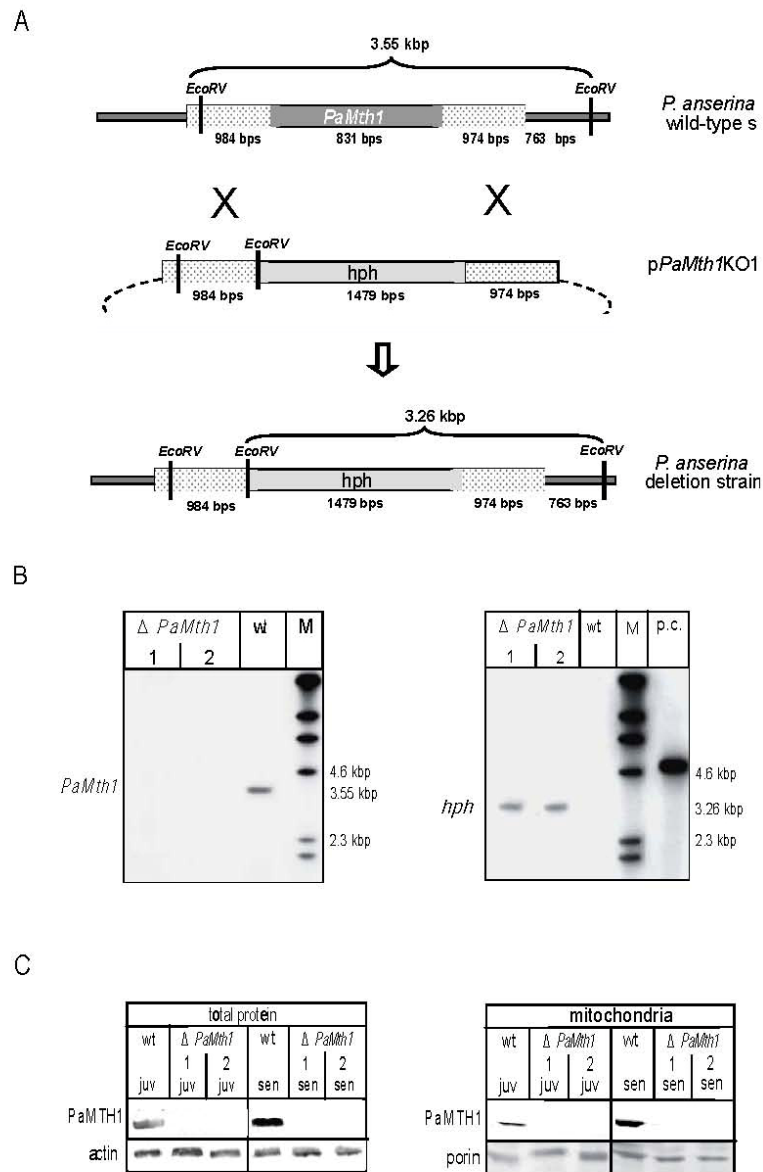 A
3.55 kbp
EcoRV EcoRV
PaMth1
P. anserina
wild-type s
984 bps 831 bps 974 bps 763 bps
X X
EcoRV EcoRV
hph
pPaMth1KO1
984 bps 1479 bps 974 bps
3.26 kbp
EcoRV EcoRV EcoRV
hph
P. anserina
deletion strain
984 bps 1479 bps 974 bps 763 bps
B
Δ PaMth1 wt M
1 2
4.6 kbp
PaMth1 3.55 kbp
2.3 kbp
Δ PaMth1 wt M p.c.
1 2
4.6 kbp
hph 3.26 kbp
2.3 kbp
C
total protein
wt Δ PaMth1 wt Δ PaMth1
1 2 1 2
juv juv juv sen sen sen
PaMTH1
actin
mitochondria
wt Δ PaMth1 wt Δ PaMth1
1 2 1 2
juv juv juv sen sen sen
PaMTH1
porin